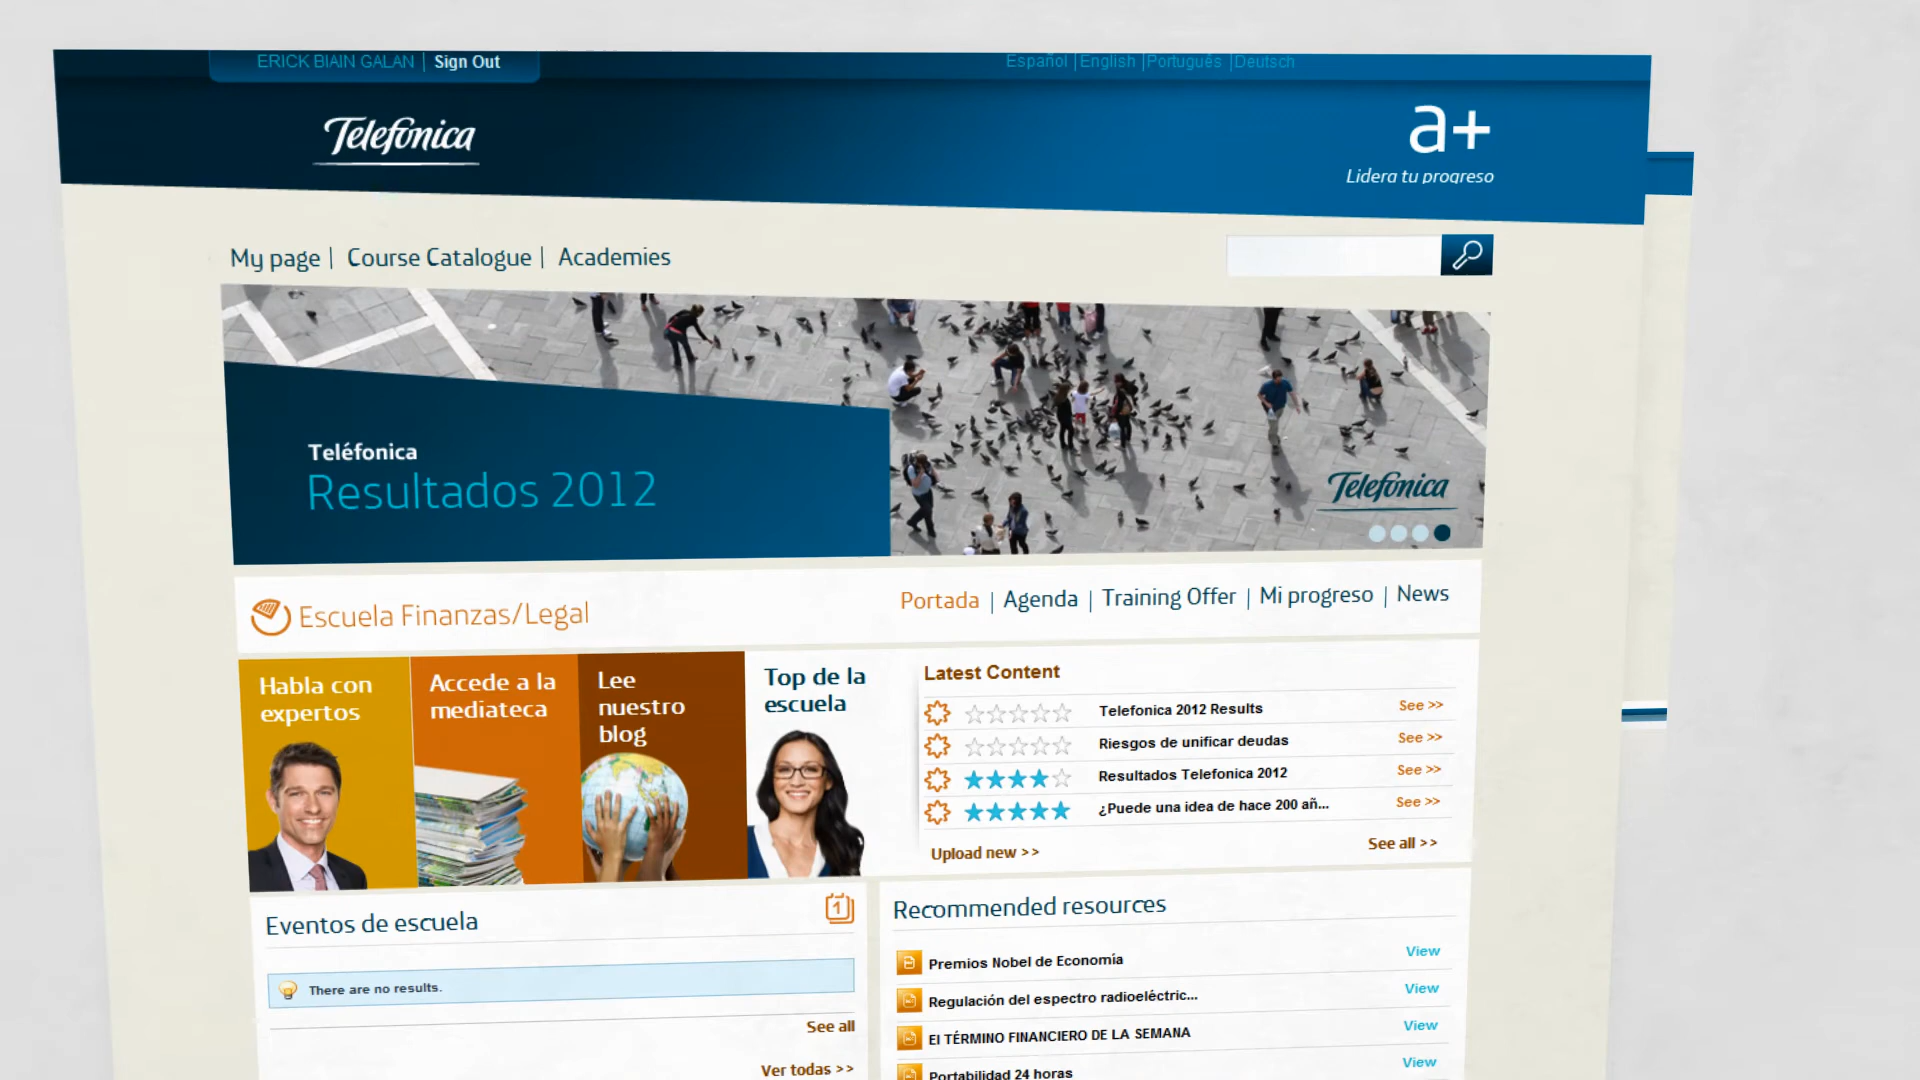 ERICK BIAIN GALAN | Sign Out
Español | English | Português | Deutsch
Telefónica
a+
Lidera tu progreso
My page | Course Catalogue | Academies
Teléfonica
Resultados 2012
Telefónica
Escuela Finanzas/Legal
Portada | Agenda | Training Offer | Mi progreso | News
Habla con
expertos
Accede a la
mediateca
Lee
nuestro
blog
Top de la
escuela
Latest Content
Telefonica 2012 Results See >>
Riesgos de unificar deudas See >>
Resultados Telefonica 2012 See >>
¿Puede una idea de hace 200 añ... See >>
Upload new >> See all >>
Eventos de escuela
1
There are no results.
See all
Ver todas >>
Recommended resources
Premios Nobel de Economía View
Regulación del espectro radioeléctric... View
El TÉRMINO FINANCIERO DE LA SEMANA View
Portabilidad 24 horas View